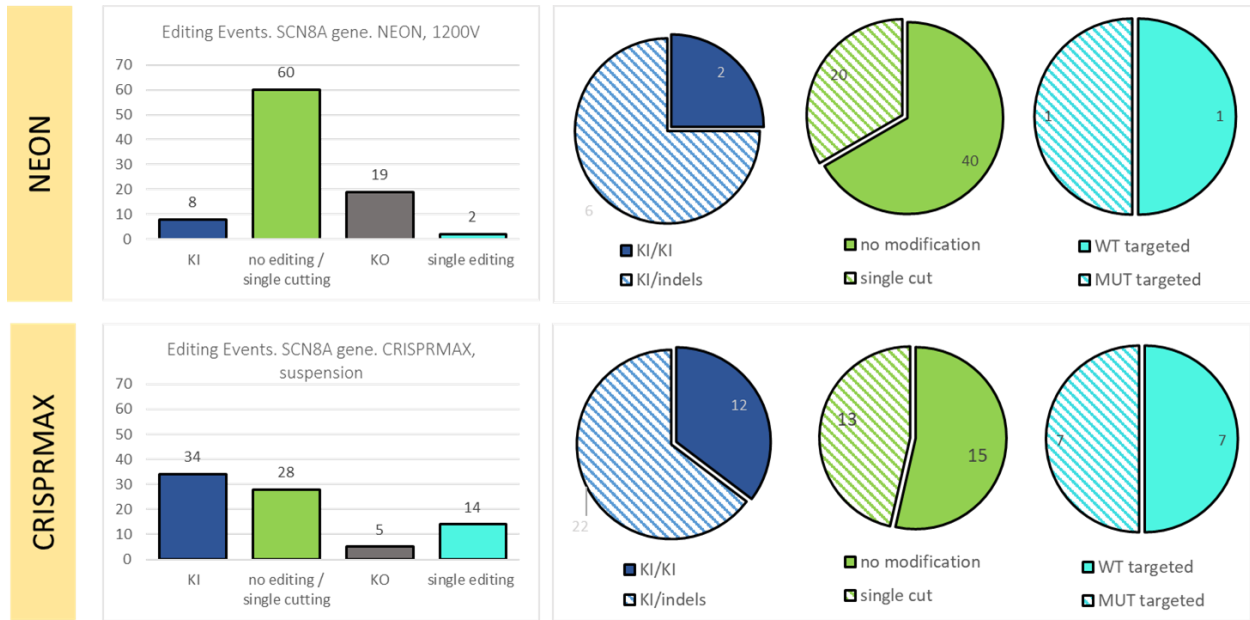 NEON
Editing Events. SCN8A gene. NEON, 1200V
70
60
50
40
30
20
10
0
8
60
19
2
KI
no editing /
single cutting
KO
single editing
2
6
KI/KI
KI/indels
20
40
no modification
single cut
1
1
WT targeted
MUT targeted
CRISPRMAX
Editing Events. SCN8A gene. CRISPRMAX,
suspension
70
60
50
40
30
20
10
0
34
28
5
14
KI
no editing /
single cutting
KO
single editing
12
22
KI/KI
KI/indels
13
15
no modification
single cut
7
7
WT targeted
MUT targeted